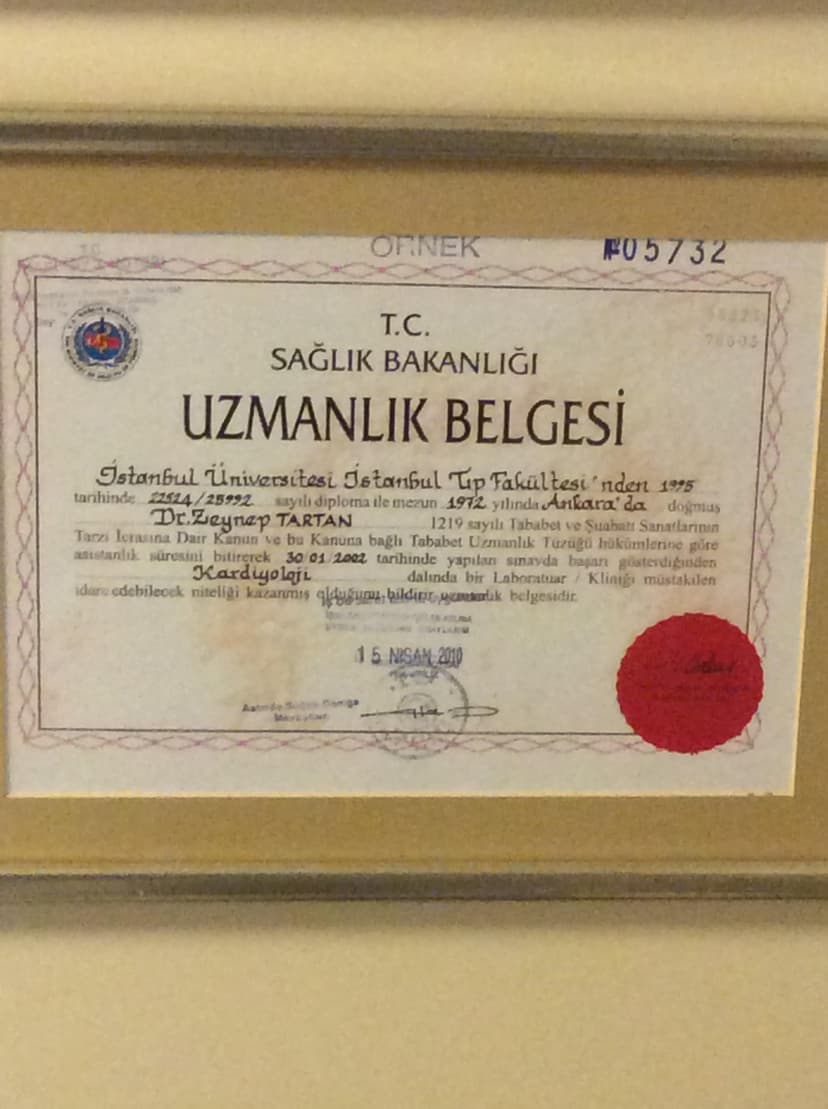 ÖRNEK
№05732
T.C.
SAĞLIK BAKANLIĞI
UZMANLIK BELGESİ
İstanbul Üniversitesi İstanbul Tıp Fakültesi'nden 1995
tarihinde 22524/25992 sayılı diploma ile mezun 1972 yılında Ankara'da doğmuş
Dr. Zeynep TARTAN 1219 sayılı Tababet ve Şuabatı Sanatlarının
Tarzı İcrasına Dair Kanun ve bu Kanuna bağlı Tababet Uzmanlık Tüzüğü hükümlerine göre
asistanlık süresini bitirerek 30 01 2002 tarihinde yapılan sınavda başarı gösterdiğinden
Kardiyoloji dalında bir Laboratuar / Kliniği müstakilen
idare edebilecek niteliği kazanmış olduğunu bildirir uzmanlık belgesidir.
15 NİSAN 2010